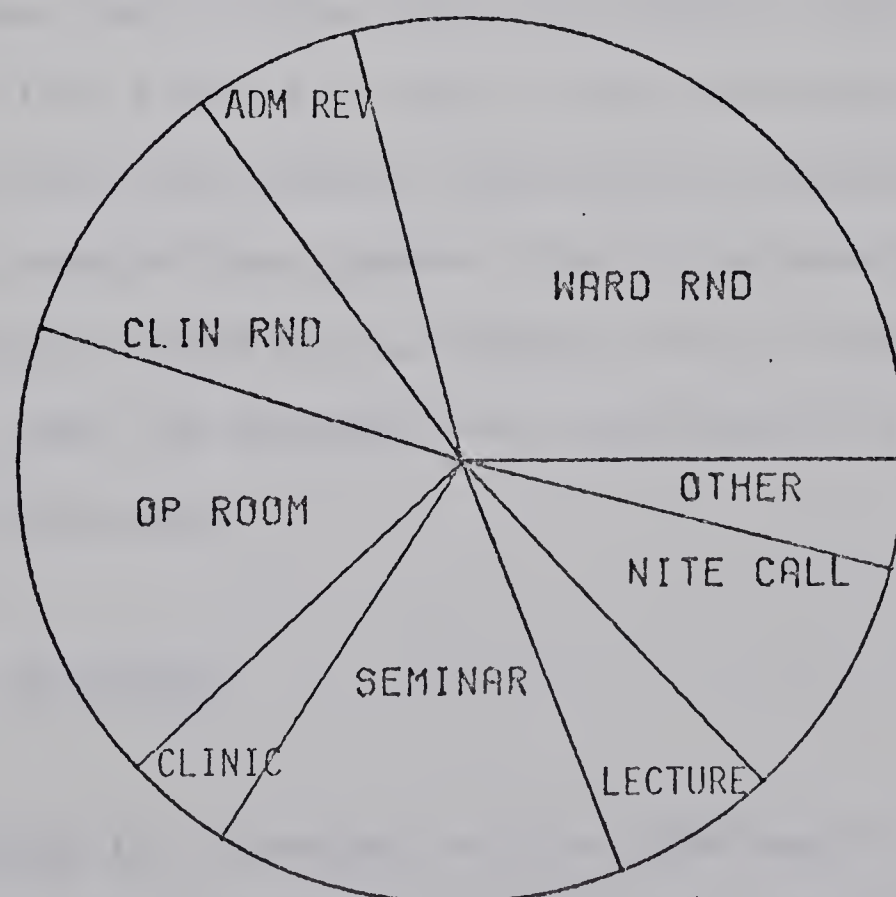 ADM REV
WARD RND
CLIN RND
OTHER
OP ROOM
NITE CALL
SEMINAR
CLINIC
LECTURE